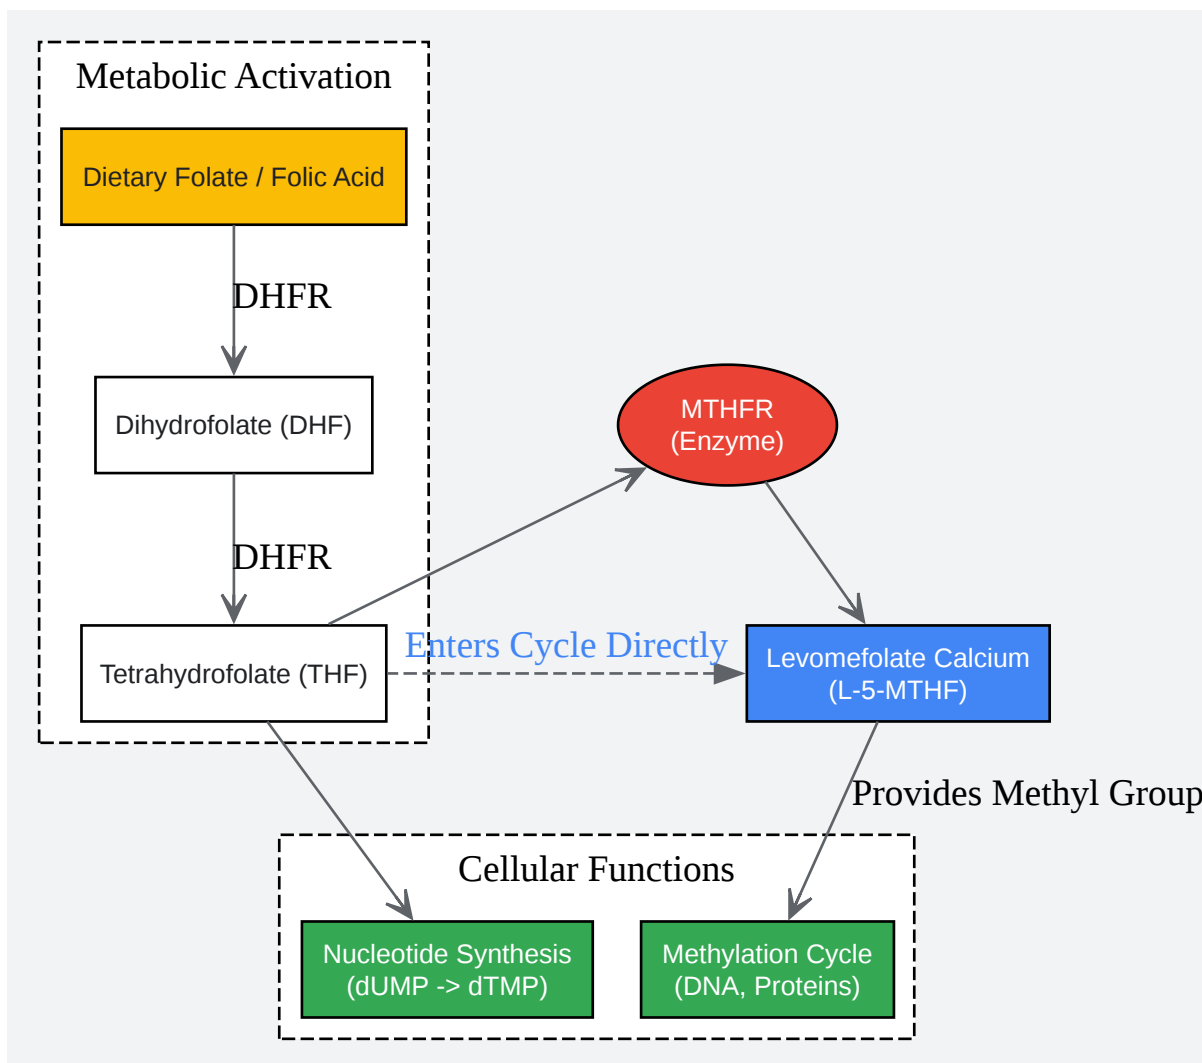 Metabolic Activation
Dietary Folate / Folic Acid
DHFR
Dihydrofolate (DHF)
MTHFR
(Enzyme)
DHFR
Enters Cycle Directly
Tetrahydrofolate (THF)
Levomefolate Calcium
(L-5-MTHF)
Provides Methyl Group
Cellular Functions
Nucleotide Synthesis
(dUMP -> dTMP)
Methylation Cycle
(DNA, Proteins)